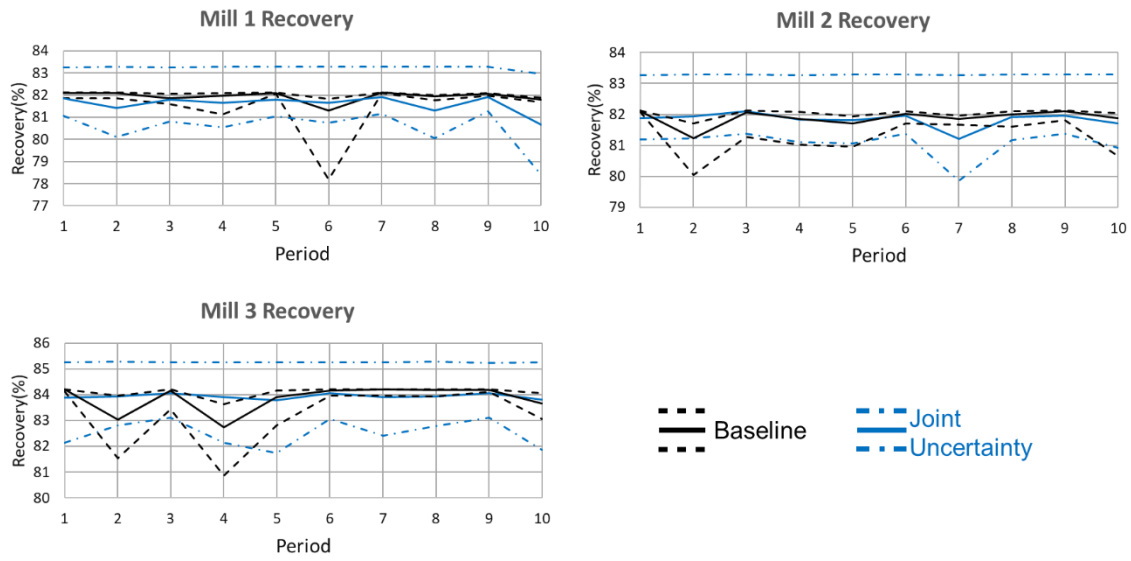 Mill 1 Recovery
Recovery(%)
84
83
82
81
80
79
78
77
1 2 3 4 5 6 7 8 9 10
Period
Mill 2 Recovery
Recovery(%)
84
83
82
81
80
79
1 2 3 4 5 6 7 8 9 10
Period
Mill 3 Recovery
Recovery(%)
86
85
84
83
82
81
80
1 2 3 4 5 6 7 8 9 10
Period
Baseline
Joint
Uncertainty